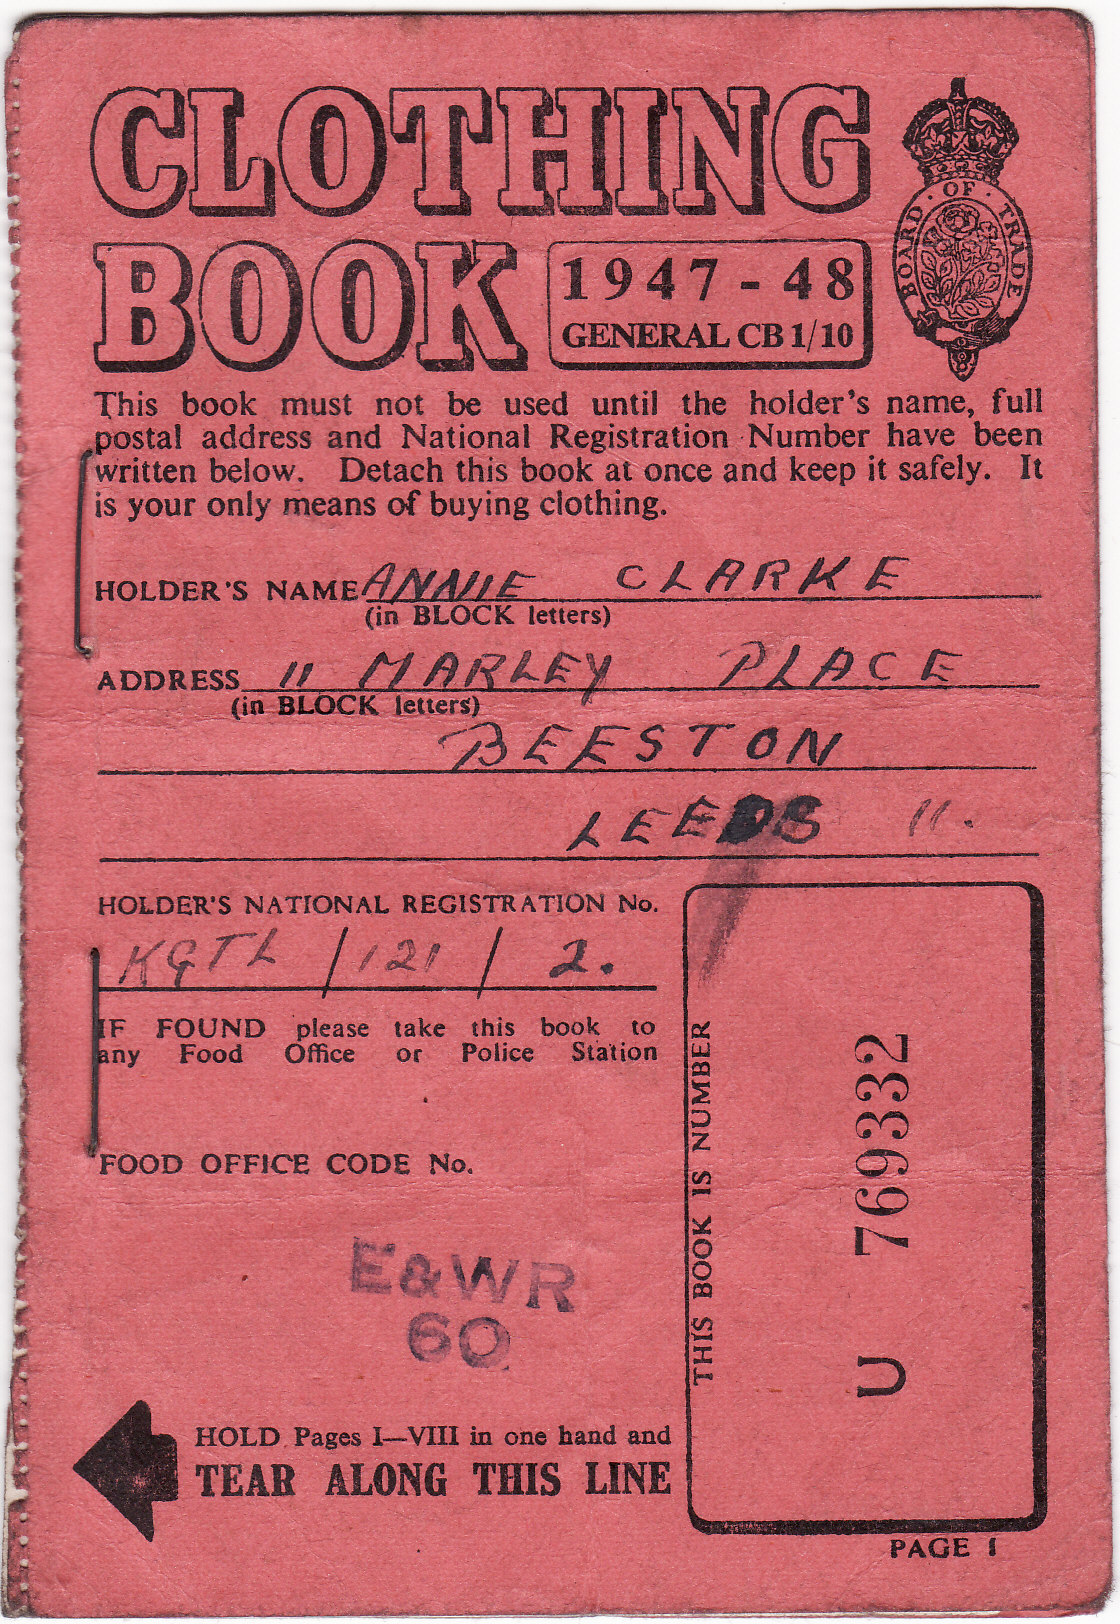 CLOTHING
BOOK
1947 - 48
GENERAL CB 1/10
BOARD · OF · TRADE
This book must not be used until the holder's name, full
postal address and National Registration Number have been
written below. Detach this book at once and keep it safely. It
is your only means of buying clothing.
HOLDER'S NAME ANNIE CLARKE
(in BLOCK letters)
ADDRESS 11 MARLEY PLACE
(in BLOCK letters)
BEESTON
LEEDS 11.
HOLDER'S NATIONAL REGISTRATION No.
KGTL / 121 / 2.
IF FOUND please take this book to
any Food Office or Police Station
FOOD OFFICE CODE No.
E&WR
60
THIS BOOK IS NUMBER
U 769332
HOLD Pages I—VIII in one hand and
TEAR ALONG THIS LINE
PAGE I